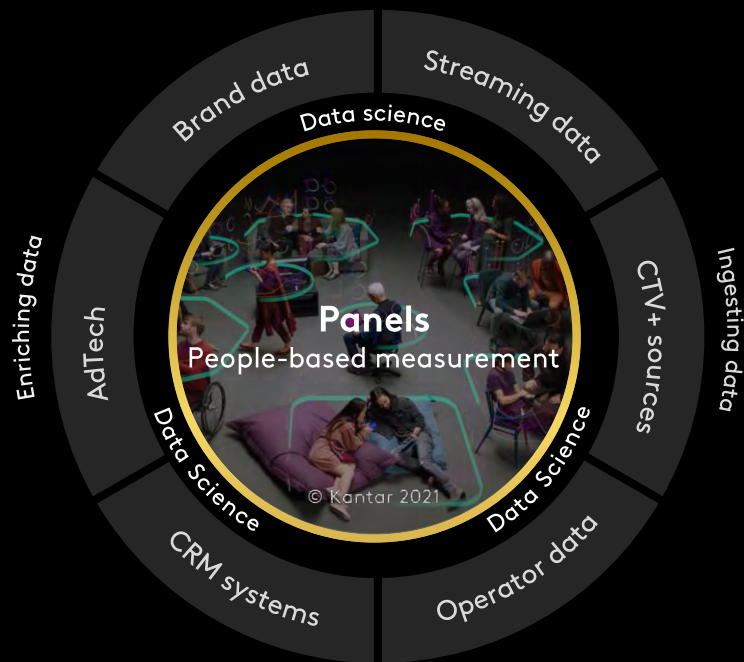 Brand data
Streaming data
Data science
Enriching data
AdTech
CTV+ sources
Ingesting data
Panels
People-based measurement
Data Science
Data Science
© Kantar 2021
CRM systems
Operator data